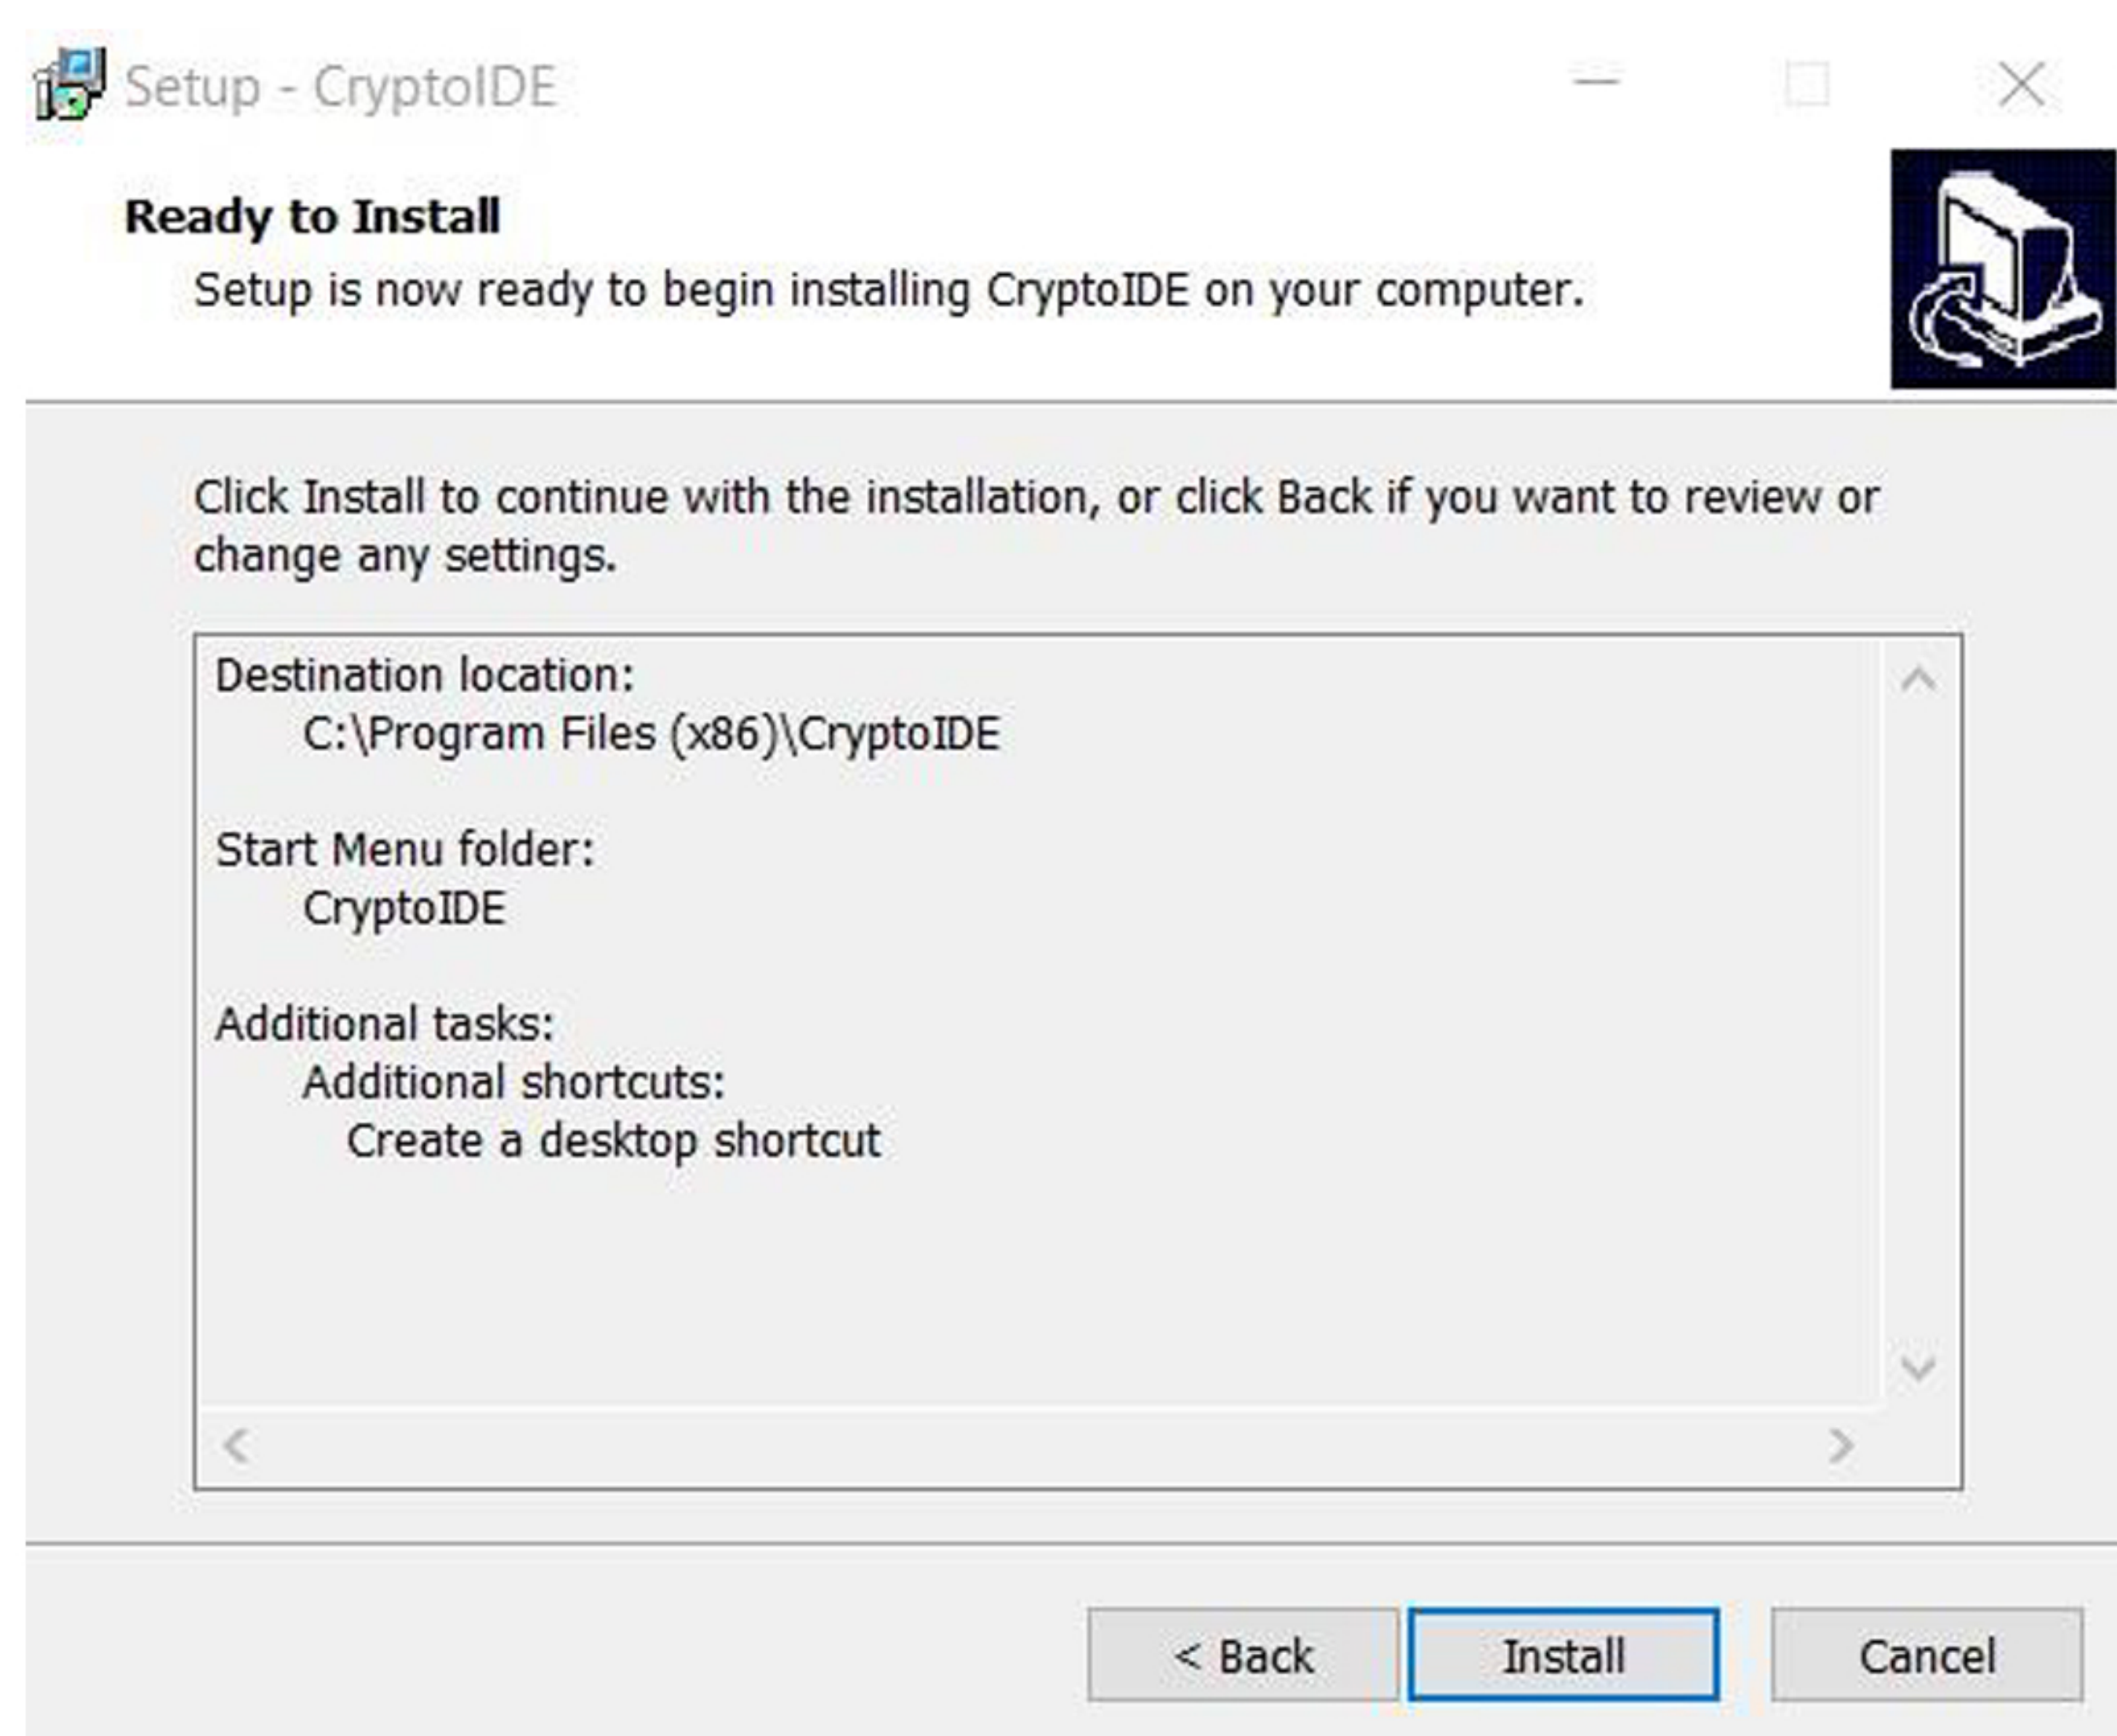 Setup - CryptoIDE
Ready to Install
Setup is now ready to begin installing CryptoIDE on your computer.
Click Install to continue with the installation, or click Back if you want to review or
change any settings.
Destination location:
C:\Program Files (x86)\CryptoIDE
Start Menu folder:
CryptoIDE
Additional tasks:
Additional shortcuts:
Create a desktop shortcut
< Back
Install
Cancel